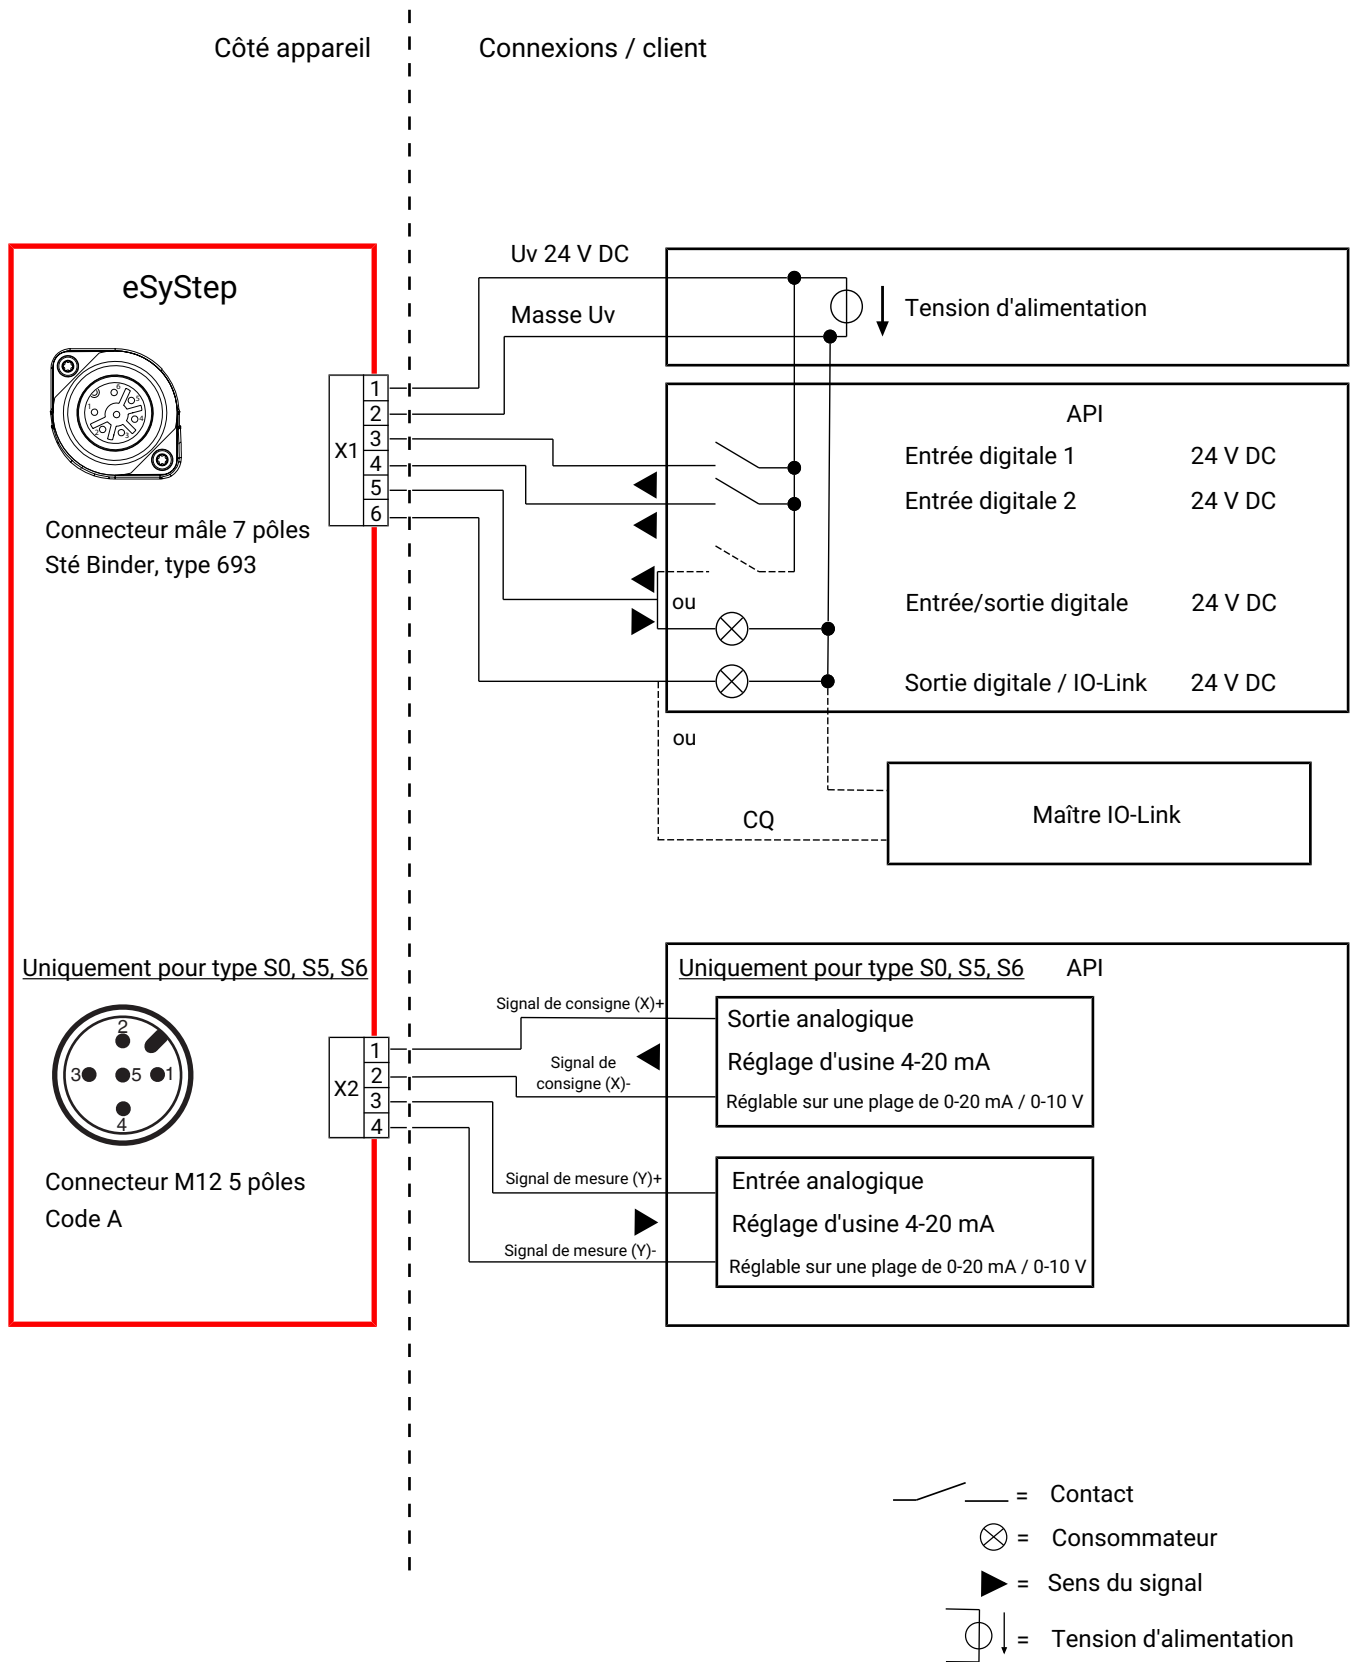 Côté appareil
Connexions / client
eSyStep
1
2
3
4
5
6
Connecteur mâle 7 pôles
Sté Binder, type 693
X1
1
2
3
4
5
6
Uv 24 V DC
Masse Uv
Tension d'alimentation
API
Entrée digitale 1 24 V DC
Entrée digitale 2 24 V DC
ou
Entrée/sortie digitale 24 V DC
Sortie digitale / IO-Link 24 V DC
ou
CQ
Maître IO-Link
Uniquement pour type S0, S5, S6
2
3 5 1
4
Connecteur M12 5 pôles
Code A
X2
1
2
3
4
Uniquement pour type S0, S5, S6 API
Signal de consigne (X)+
Signal de
consigne (X)-
Sortie analogique
Réglage d'usine 4-20 mA
Réglable sur une plage de 0-20 mA / 0-10 V
Signal de mesure (Y)+
Signal de mesure (Y)-
Entrée analogique
Réglage d'usine 4-20 mA
Réglable sur une plage de 0-20 mA / 0-10 V
= Contact
= Consommateur
= Sens du signal
= Tension d'alimentation